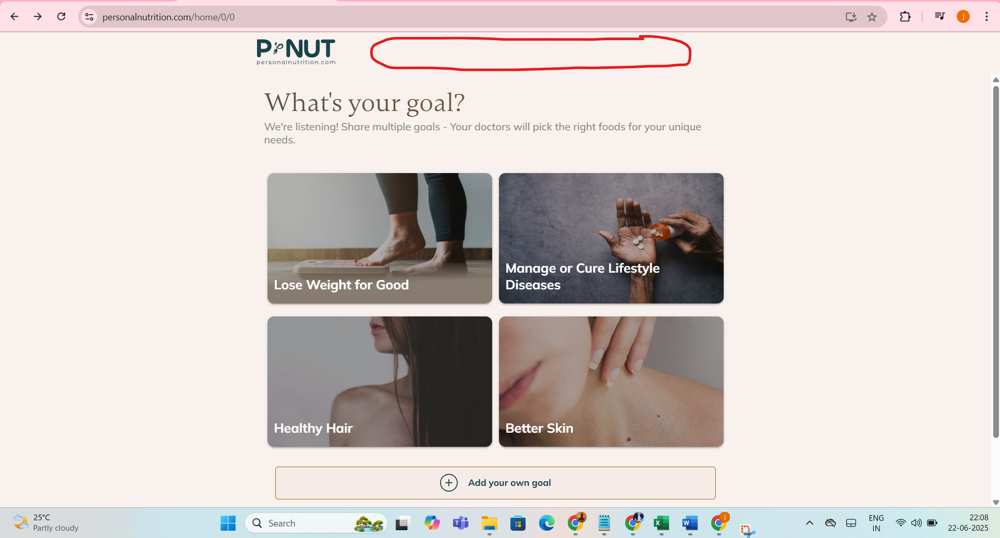 personalnutrition.com/home/0/0
j
P NUT
personalnutrition.com
What's your goal?
We're listening! Share multiple goals - Your doctors will pick the right foods for your unique
needs.
Lose Weight for Good
Manage or Cure Lifestyle
Diseases
Healthy Hair
Better Skin
Add your own goal
25°C
Partly cloudy
Search
ENG
IN
22:08
22-06-2025